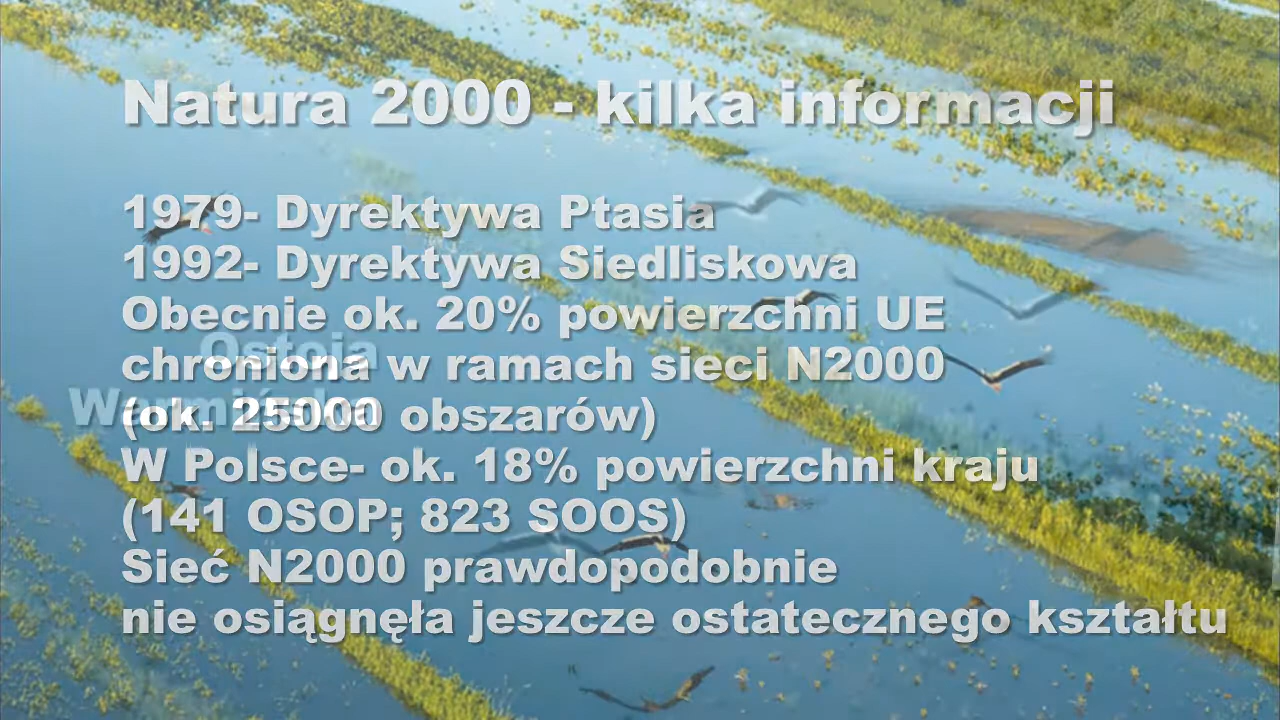 Natura 2000 - kilka informacji
1979- Dyrektywa Ptasia
1992- Dyrektywa Siedliskowa
Obecnie ok. 20% powierzchni UE
chroniona w ramach sieci N2000
(ok. 25000 obszarów)
W Polsce- ok. 18% powierzchni kraju
(141 OSOP; 823 SOOS)
Sieć N2000 prawdopodobnie
nie osiągnęła jeszcze ostatecznego kształtu
Ostoja
Warmińska